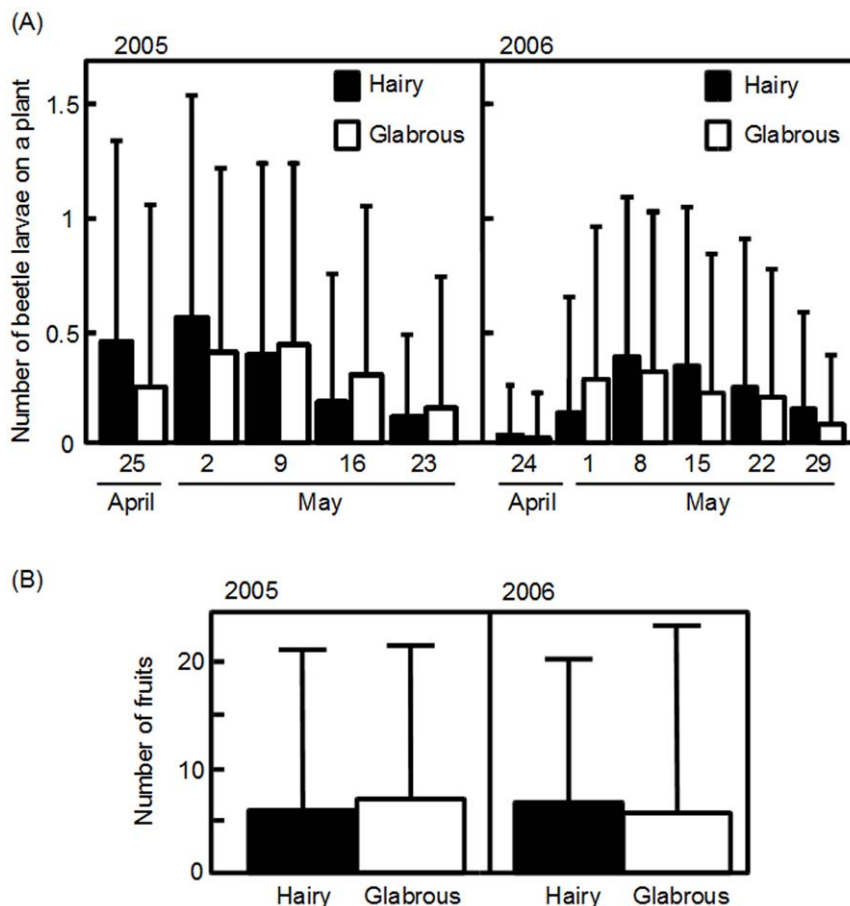 (A)
2005
2006
Hairy
Glabrous
Hairy
Glabrous
Number of beetle larvae on a plant
1.5
1
0.5
0
25 2 9 16 23 24 1 8 15 22 29
April May April May
(B)
2005
2006
Number of fruits
20
10
0
Hairy Glabrous Hairy Glabrous